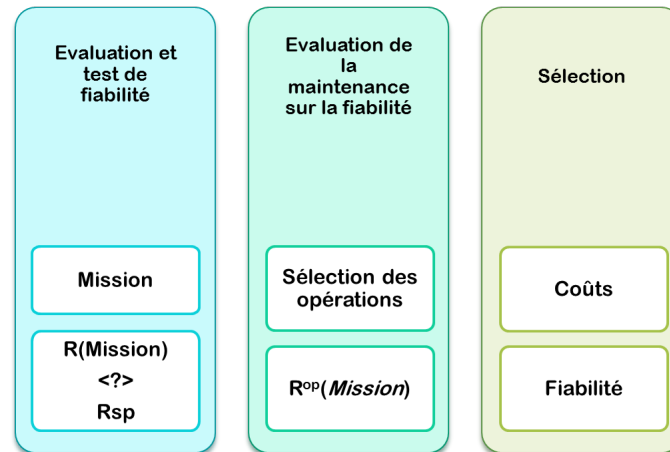 Evaluation et
test de
fiabilité
Mission
R(Mission)
<?>
Rsp
Evaluation de
la
maintenance
sur la fiabilité
Sélection des
opérations
Rᵒᵖ(Mission)
Sélection
Coûts
Fiabilité